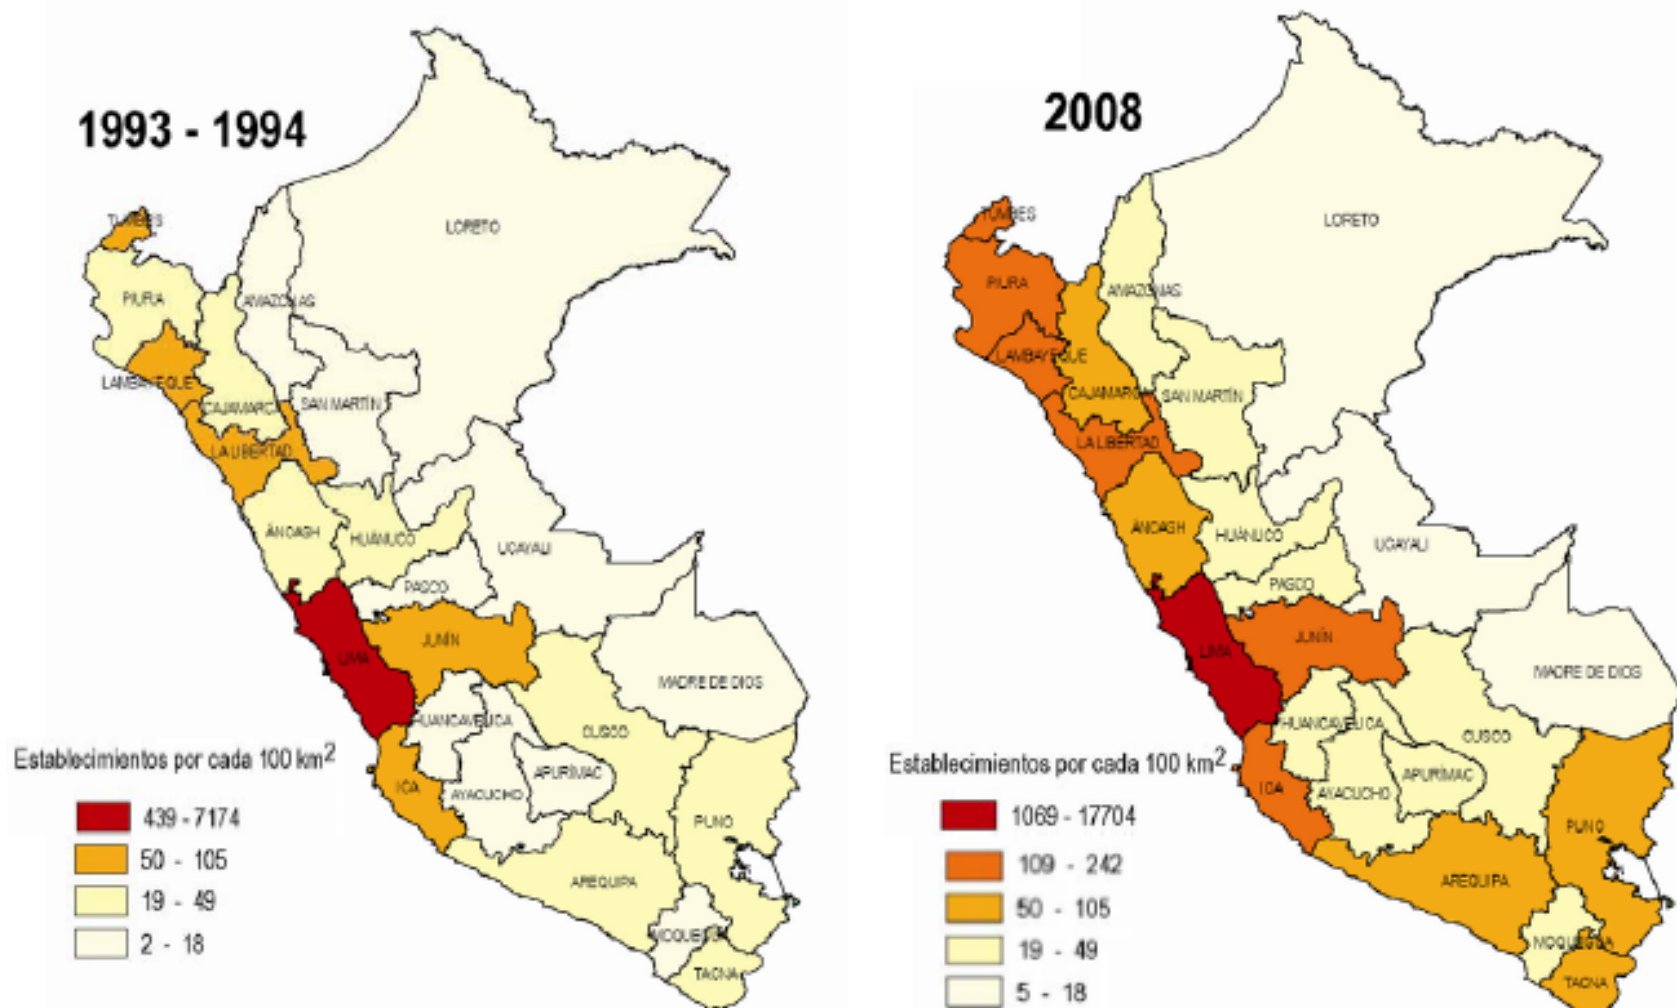 1993 - 1994
TUMBES
LORETO
PIURA
AMAZONAS
LAMBAYEQUE
CAJAMARCA
SAN MARTÍN
LA LIBERTAD
ÁNCASH
HUÁNUCO
UCAYALI
PASCO
JUNÍN
LIMA
MADRE DE DIOS
HUANCAVELICA
CUSCO
APURÍMAC
ICA
AYACUCHO
PUNO
AREQUIPA
MOQUEGUA
TACNA
Establecimientos por cada 100 km²
439 - 7174
50 - 105
19 - 49
2 - 18
2008
TUMBES
LORETO
PIURA
AMAZONAS
LAMBAYEQUE
CAJAMARCA
SAN MARTÍN
LA LIBERTAD
ÁNCASH
HUÁNUCO
UCAYALI
PASCO
JUNÍN
LIMA
MADRE DE DIOS
HUANCAVELICA
CUSCO
APURÍMAC
ICA
AYACUCHO
PUNO
AREQUIPA
MOQUEGUA
TACNA
Establecimientos por cada 100 km²
1069 - 17704
109 - 242
50 - 105
19 - 49
5 - 18